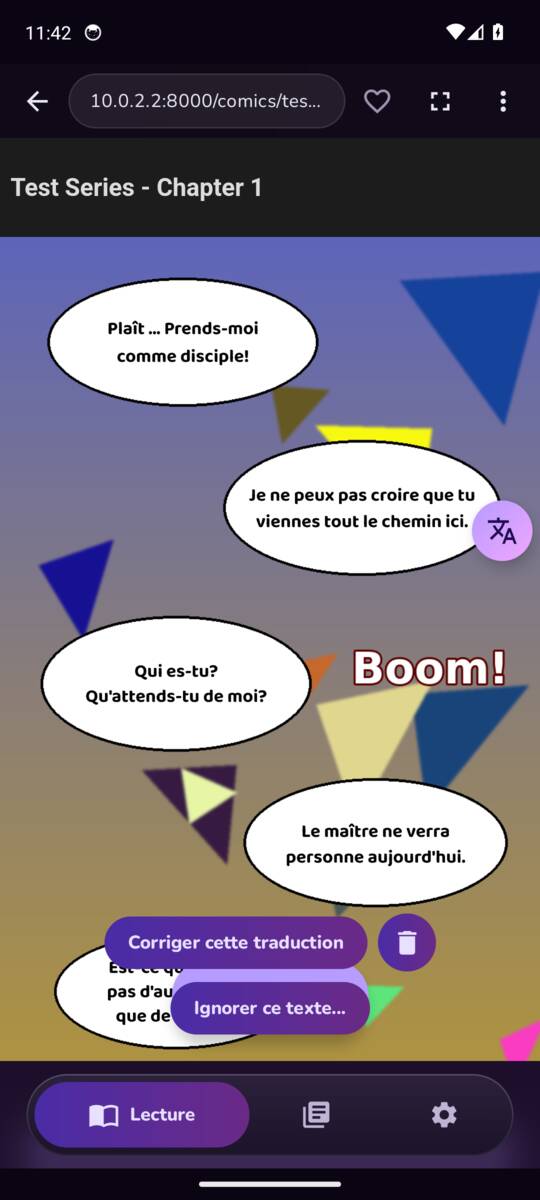 11:42
10.0.2.2:8000/comics/tes...
Test Series - Chapter 1
Plaît ... Prends-moi
comme disciple!
Je ne peux pas croire que tu
viennes tout le chemin ici.
Qui es-tu?
Qu'attends-tu de moi?
Boom!
Le maître ne verra
personne aujourd'hui.
Corriger cette traduction
Est-ce
pas
que de
Ignorer ce texte...
Lecture